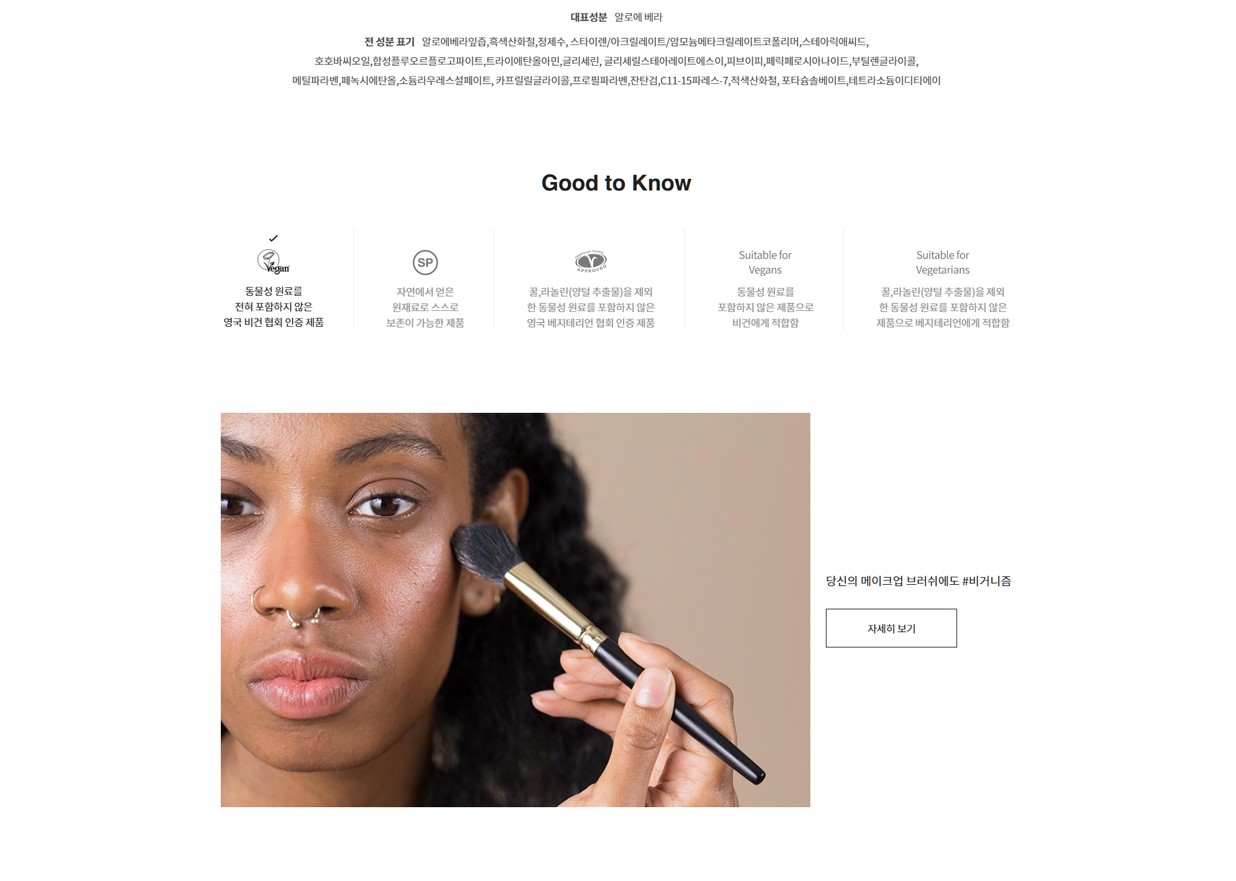 대표성분 알로에 베라
전 성분 표기 알로에베라잎즙,흑색산화철,정제수, 스타이렌/아크릴레이트/암모늄메타크릴레이트코폴리머,스테아릭애씨드,
호호바씨오일,합성플루오르플로고파이트,트라이에탄올아민,글리세린, 글리세릴스테아레이트에스이,피브이피,페릭페로시아나이드,부틸렌글라이콜,
메틸파라벤,페녹시에탄올,소듐라우레스설페이트, 카프릴릴글라이콜,프로필파라벤,잔탄검,C11-15파레스-7,적색산화철, 포타슘솔베이트,테트라소듐이디티에이
Good to Know
Vegan
동물성 원료를
전혀 포함하지 않은
영국 비건 협회 인증 제품
SP
자연에서 얻은
원재료로 스스로
보존이 가능한 제품
APPROVED
꿀,라놀린(양털 추출물)을 제외
한 동물성 원료를 포함하지 않은
영국 베지테리언 협회 인증 제품
Suitable for
Vegans
동물성 원료를
포함하지 않은 제품으로
비건에게 적합함
Suitable for
Vegetarians
꿀,라놀린(양털 추출물)을 제외
한 동물성 원료를 포함하지 않은
제품으로 베지테리언에게 적합함
당신의 메이크업 브러쉬에도 #비거니즘
자세히 보기